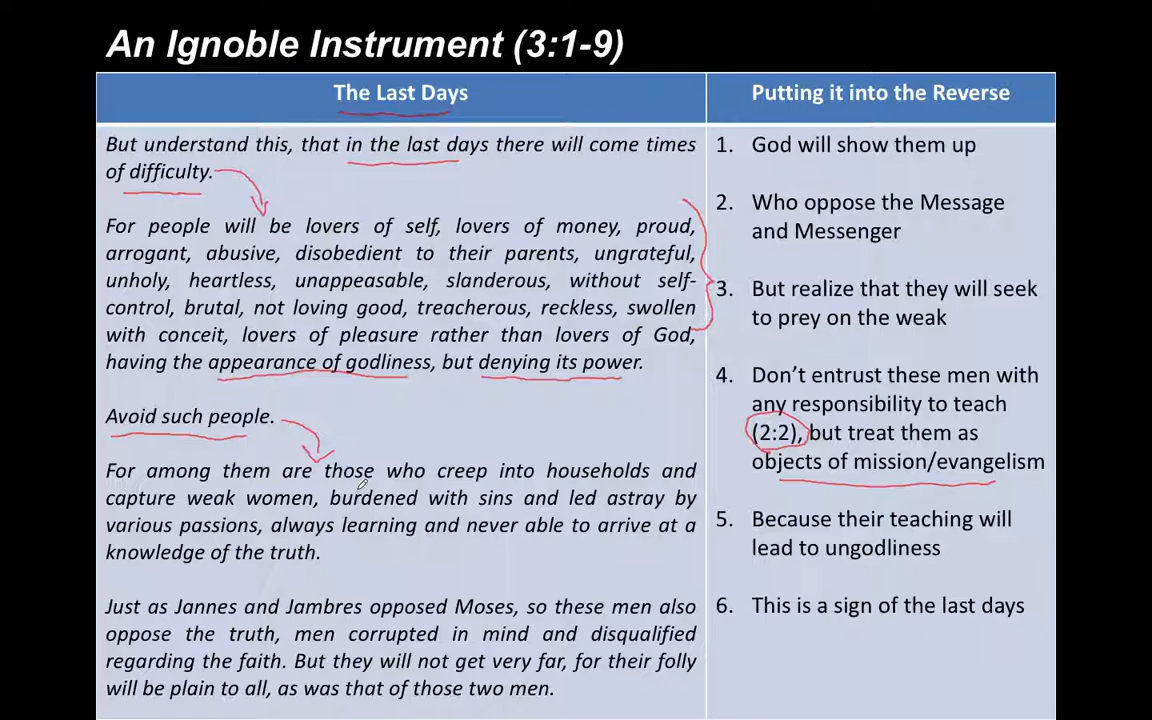 An Ignoble Instrument (3:1-9)
The Last Days
But understand this, that in the last days there will come times
of difficulty.
For people will be lovers of self, lovers of money, proud,
arrogant, abusive, disobedient to their parents, ungrateful,
unholy, heartless, unappeasable, slanderous, without self-
control, brutal, not loving good, treacherous, reckless, swollen
with conceit, lovers of pleasure rather than lovers of God,
having the appearance of godliness, but denying its power.
Avoid such people.
For among them are those who creep into households and
capture weak women, burdened with sins and led astray by
various passions, always learning and never able to arrive at a
knowledge of the truth.
Just as Jannes and Jambres opposed Moses, so these men also
oppose the truth, men corrupted in mind and disqualified
regarding the faith. But they will not get very far, for their folly
will be plain to all, as was that of those two men.
Putting it into the Reverse
1. God will show them up
2. Who oppose the Message
and Messenger
3. But realize that they will seek
to prey on the weak
4. Don't entrust these men with
any responsibility to teach
(2:2), but treat them as
objects of mission/evangelism
5. Because their teaching will
lead to ungodliness
6. This is a sign of the last days